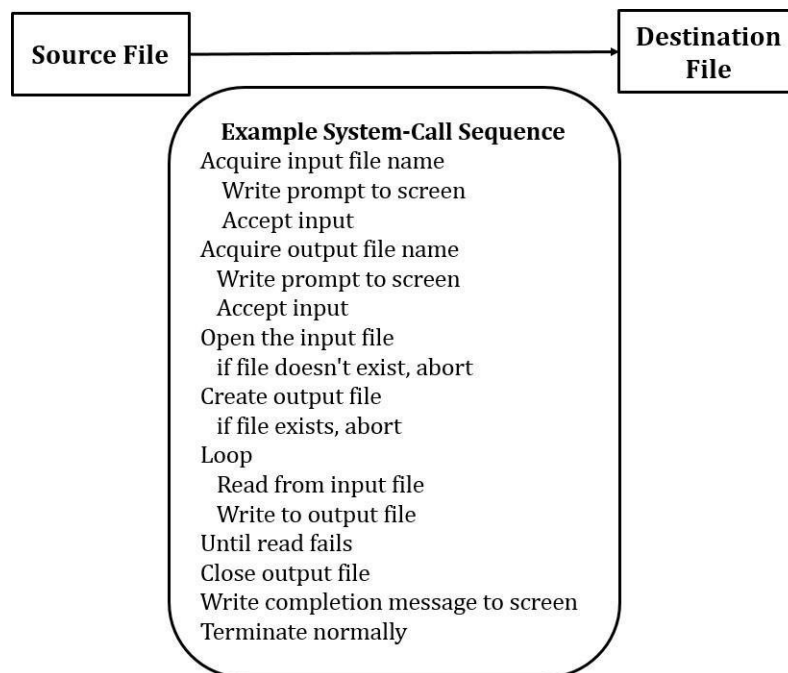 Source File
Destination
File
Example System-Call Sequence
Acquire input file name
Write prompt to screen
Accept input
Acquire output file name
Write prompt to screen
Accept input
Open the input file
if file doesn't exist, abort
Create output file
if file exists, abort
Loop
Read from input file
Write to output file
Until read fails
Close output file
Write completion message to screen
Terminate normally